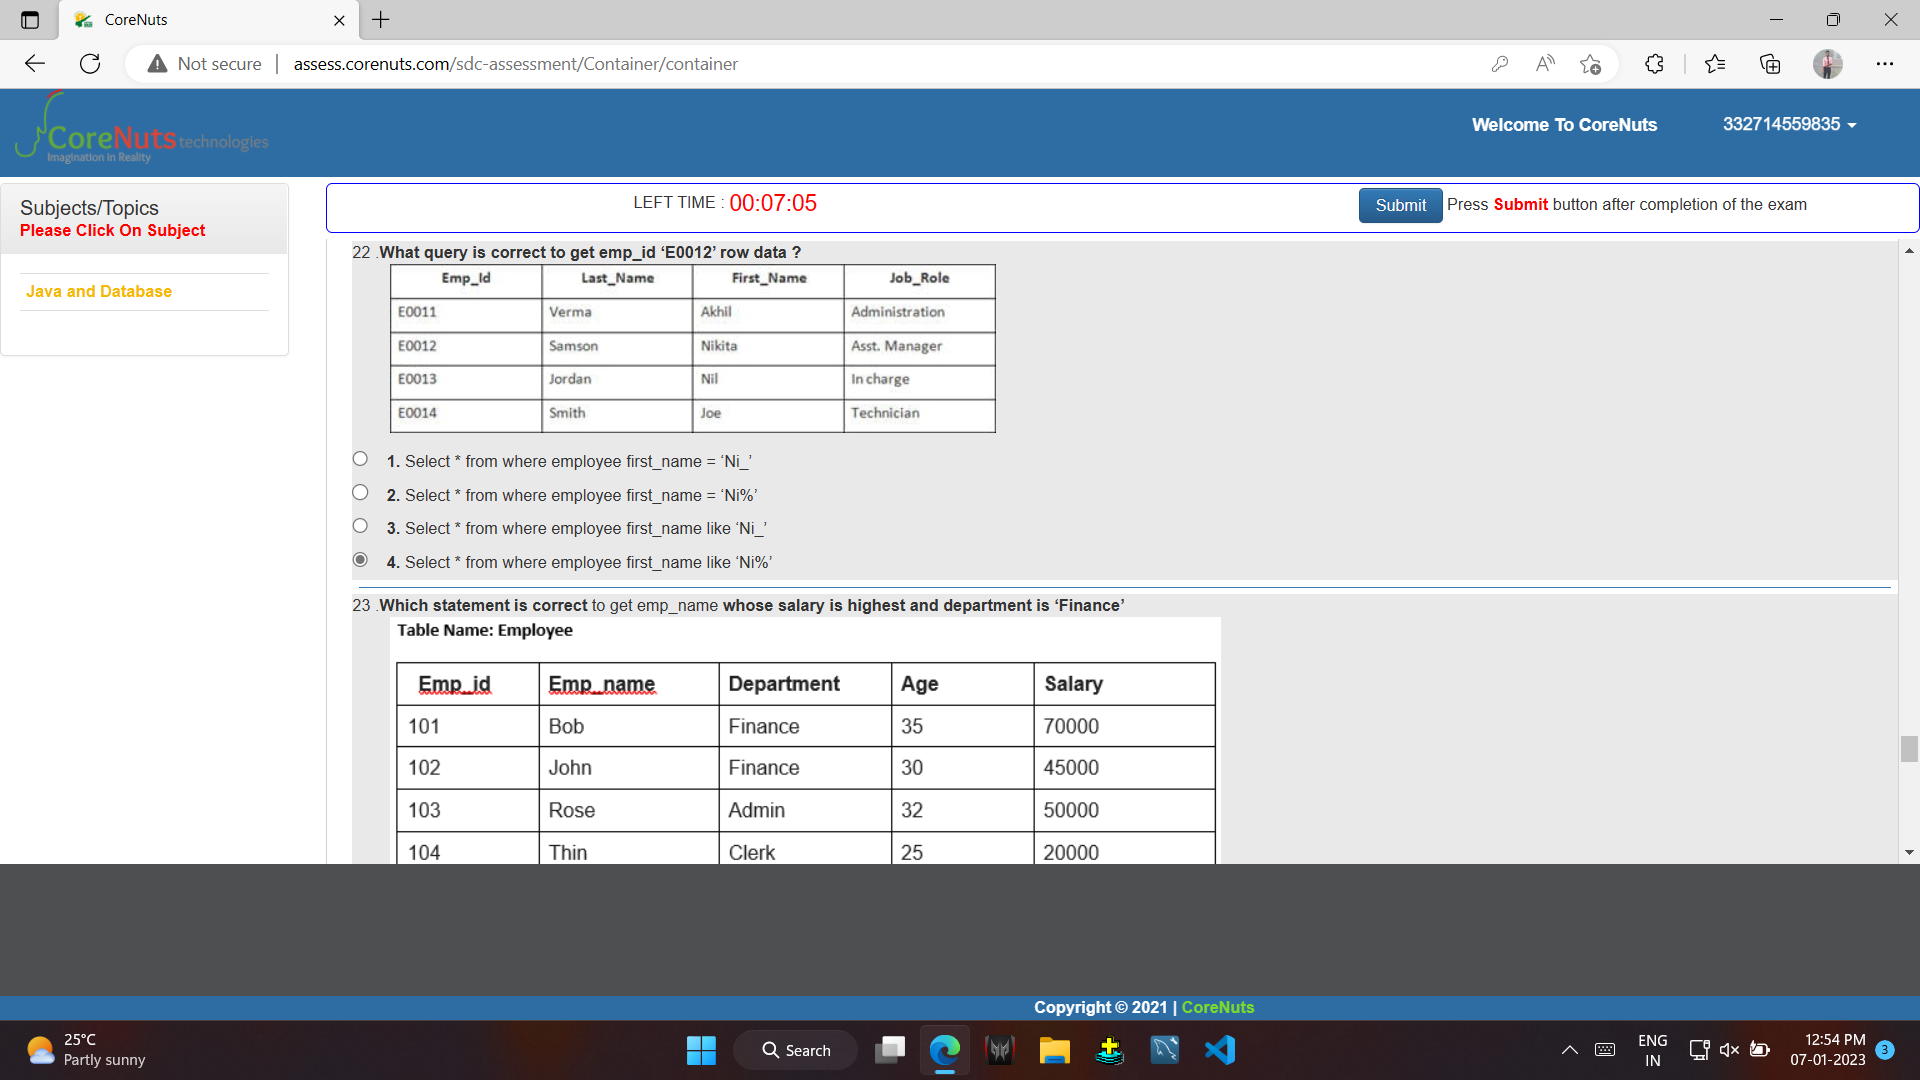 CoreNuts
Not secure
assess.corenuts.com/sdc-assessment/Container/container
CoreNuts technologies
Imagination in Reality
Welcome To CoreNuts
332714559835
Subjects/Topics
Please Click On Subject
Java and Database
LEFT TIME : 00:07:05
Submit Press Submit button after completion of the exam
22 .What query is correct to get emp_id ‘E0012’ row data ?
Emp_Id Last_Name First_Name Job_Role
E0011 Verma Akhil Administration
E0012 Samson Nikita Asst. Manager
E0013 Jordan Nil In charge
E0014 Smith Joe Technician
1. Select * from where employee first_name = ‘Ni_’
2. Select * from where employee first_name = ‘Ni%’
3. Select * from where employee first_name like ‘Ni_’
4. Select * from where employee first_name like ‘Ni%’
23 .Which statement is correct to get emp_name whose salary is highest and department is ‘Finance’
Table Name: Employee
Emp_id Emp_name Department Age Salary
101 Bob Finance 35 70000
102 John Finance 30 45000
103 Rose Admin 32 50000
104 Thin Clerk 25 20000
Copyright © 2021 | CoreNuts
25°C
Partly sunny
Search
ENG
IN
12:54 PM
07-01-2023
3